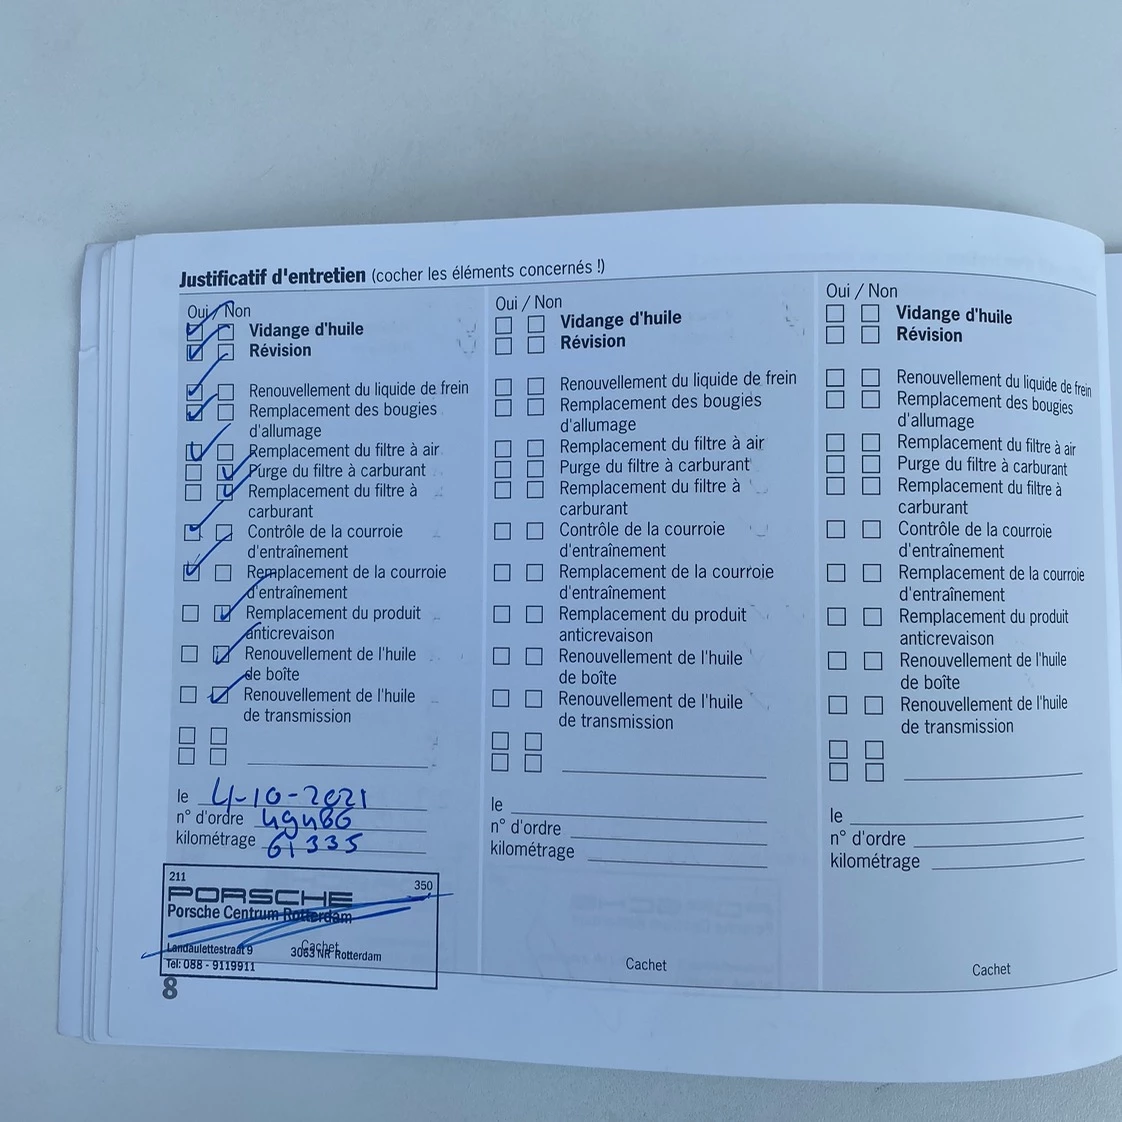 Justificatif d'entretien (cocher les éléments concernés !)
Oui / Non
Vidange d'huile
Révision
Renouvellement du liquide de frein
Remplacement des bougies
d'allumage
Remplacement du filtre à air
Purge du filtre à carburant
Remplacement du filtre à
carburant
Contrôle de la courroie
d'entraînement
Remplacement de la courroie
d'entraînement
Remplacement du produit
anticrevaison
Renouvellement de l'huile
de boîte
Renouvellement de l'huile
de transmission
le 4-10-2021
n° d'ordre
kilométrage 61335
211
350
PORSCHE
Porsche Centrum Rotterdam
Cachet
Landaulettestraat 9 3063 NR Rotterdam
Tel: 088 - 9119911
8
Oui / Non
Vidange d'huile
Révision
Renouvellement du liquide de frein
Remplacement des bougies
d'allumage
Remplacement du filtre à air
Purge du filtre à carburant
Remplacement du filtre à
carburant
Contrôle de la courroie
d'entraînement
Remplacement de la courroie
d'entraînement
Remplacement du produit
anticrevaison
Renouvellement de l'huile
de boîte
Renouvellement de l'huile
de transmission
le
n° d'ordre
kilométrage
Cachet
Oui / Non
Vidange d'huile
Révision
Renouvellement du liquide de frein
Remplacement des bougies
d'allumage
Remplacement du filtre à air
Purge du filtre à carburant
Remplacement du filtre à
carburant
Contrôle de la courroie
d'entraînement
Remplacement de la courroie
d'entraînement
Remplacement du produit
anticrevaison
Renouvellement de l'huile
de boîte
Renouvellement de l'huile
de transmission
le
n° d'ordre
kilométrage
Cachet